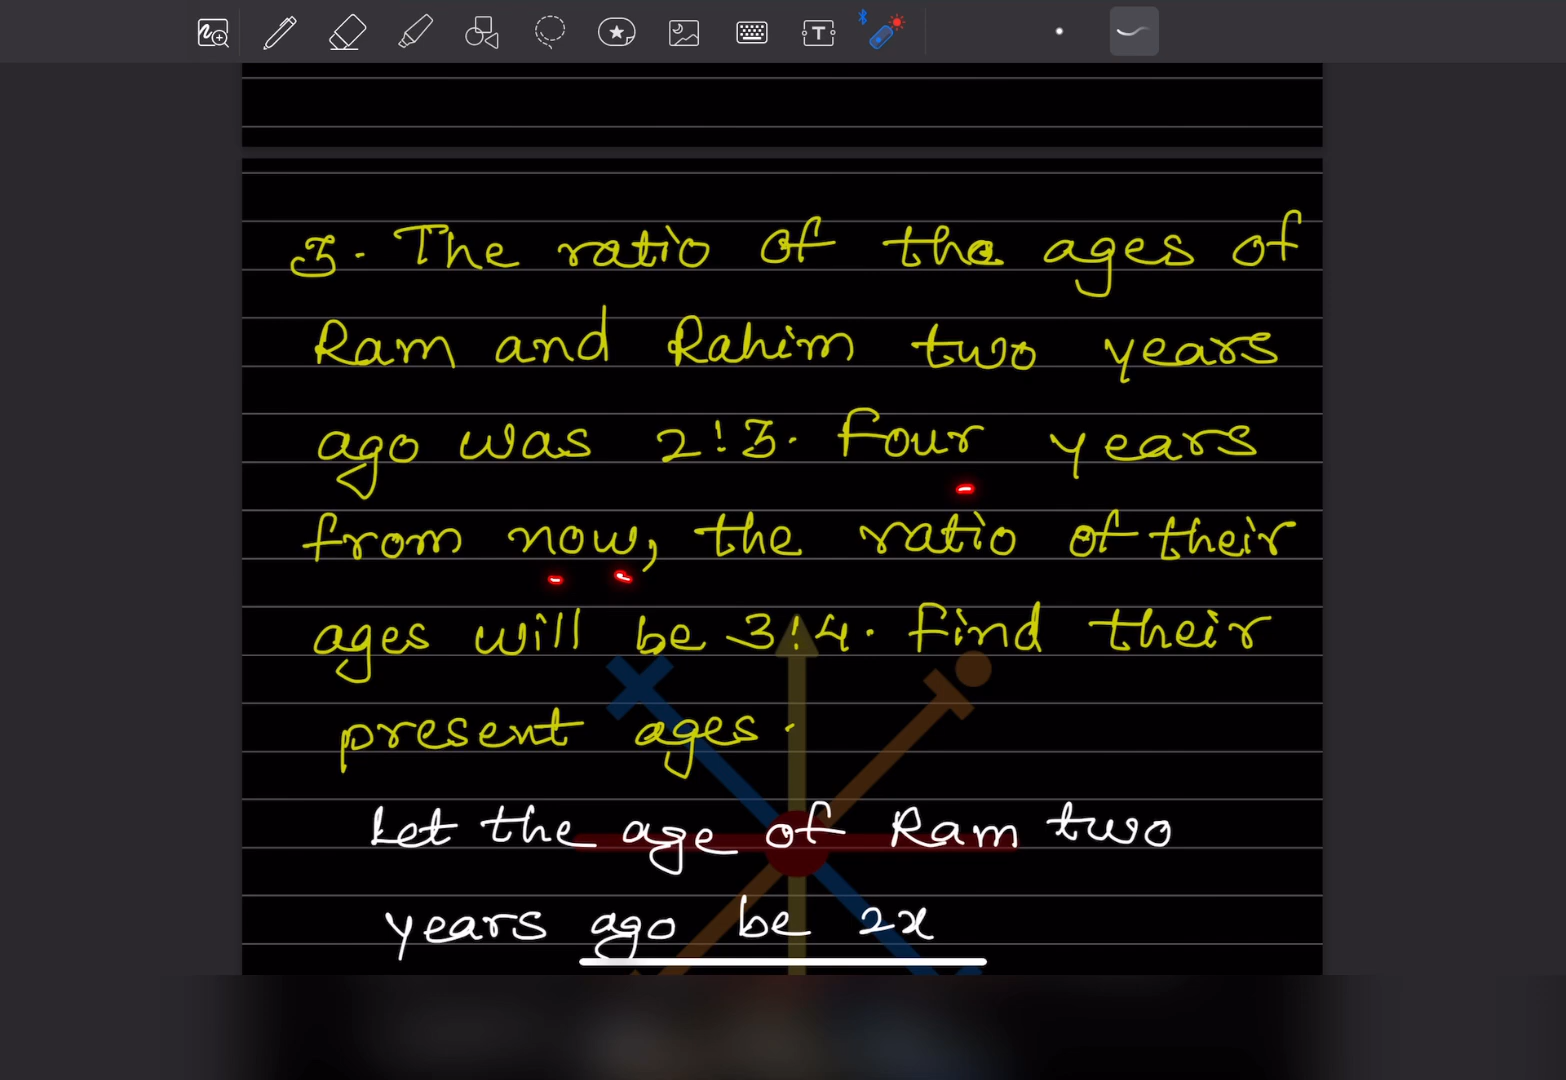 3. The ratio of the ages of
Ram and Rahim two years
ago was 2:3. Four years
from now, the ratio of their
ages will be 3:4. Find their
present ages.
Let the age of Ram two
years ago be 2x